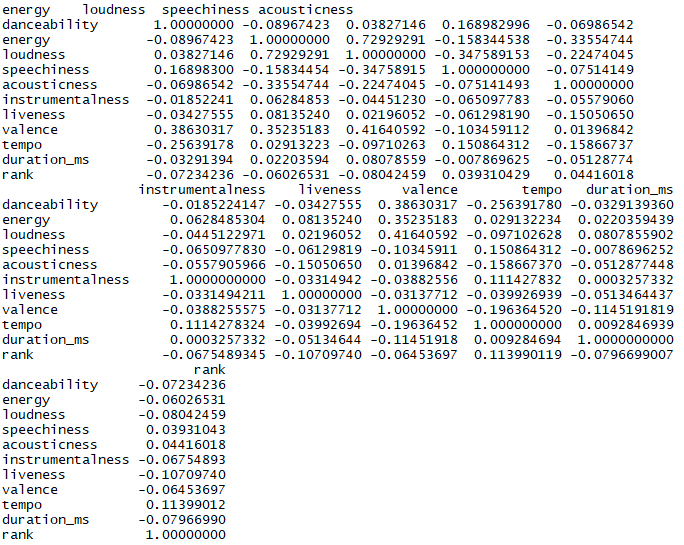 energy    loudness  speechiness acousticness
danceability      1.00000000 -0.08967423  0.03827146  0.168982996  -0.06986542
energy           -0.08967423  1.00000000  0.72929291 -0.158344538  -0.33554744
loudness          0.03827146  0.72929291  1.00000000 -0.347589153  -0.22474045
speechiness       0.16898300 -0.15834454 -0.34758915  1.000000000  -0.07514149
acousticness     -0.06986542 -0.33554744 -0.22474045 -0.075141493   1.00000000
instrumentalness -0.01852241  0.06284853 -0.04451230 -0.065097783  -0.05579060
liveness         -0.03427555  0.08135240  0.02196052 -0.061298190  -0.15050650
valence           0.38630317  0.35235183  0.41640592 -0.103459112   0.01396842
tempo            -0.25639178  0.02913223 -0.09710263  0.150864312  -0.15866737
duration_ms      -0.03291394  0.02203594  0.08078559 -0.007869625  -0.05128774
rank             -0.07234236 -0.06026531 -0.08042459  0.039310429   0.04416018
instrumentalness    liveness     valence        tempo   duration_ms
danceability        -0.0185224147 -0.03427555  0.38630317 -0.256391780 -0.0329139360
energy               0.0628485304  0.08135240  0.35235183  0.029132234  0.0220359439
loudness            -0.0445122971  0.02196052  0.41640592 -0.097102628  0.0807855902
speechiness         -0.0650977830 -0.06129819 -0.10345911  0.150864312 -0.0078696252
acousticness        -0.0557905966 -0.15050650  0.01396842 -0.158667370 -0.0512877448
instrumentalness     1.0000000000 -0.03314942 -0.03882556  0.111427832  0.0003257332
liveness            -0.0331494211  1.00000000 -0.03137712 -0.039926939 -0.0513464437
valence             -0.0388255575 -0.03137712  1.00000000 -0.196364520 -0.1145191819
tempo                0.1114278324 -0.03992694 -0.19636452  1.000000000  0.0092846939
duration_ms          0.0003257332 -0.05134644 -0.11451918  0.009284694  1.0000000000
rank                -0.0675489345 -0.10709740 -0.06453697  0.113990119 -0.0796699007
rank
danceability     -0.07234236
energy           -0.06026531
loudness         -0.08042459
speechiness       0.03931043
acousticness      0.04416018
instrumentalness -0.06754893
liveness         -0.10709740
valence          -0.06453697
tempo             0.11399012
duration_ms      -0.07966990
rank              1.00000000